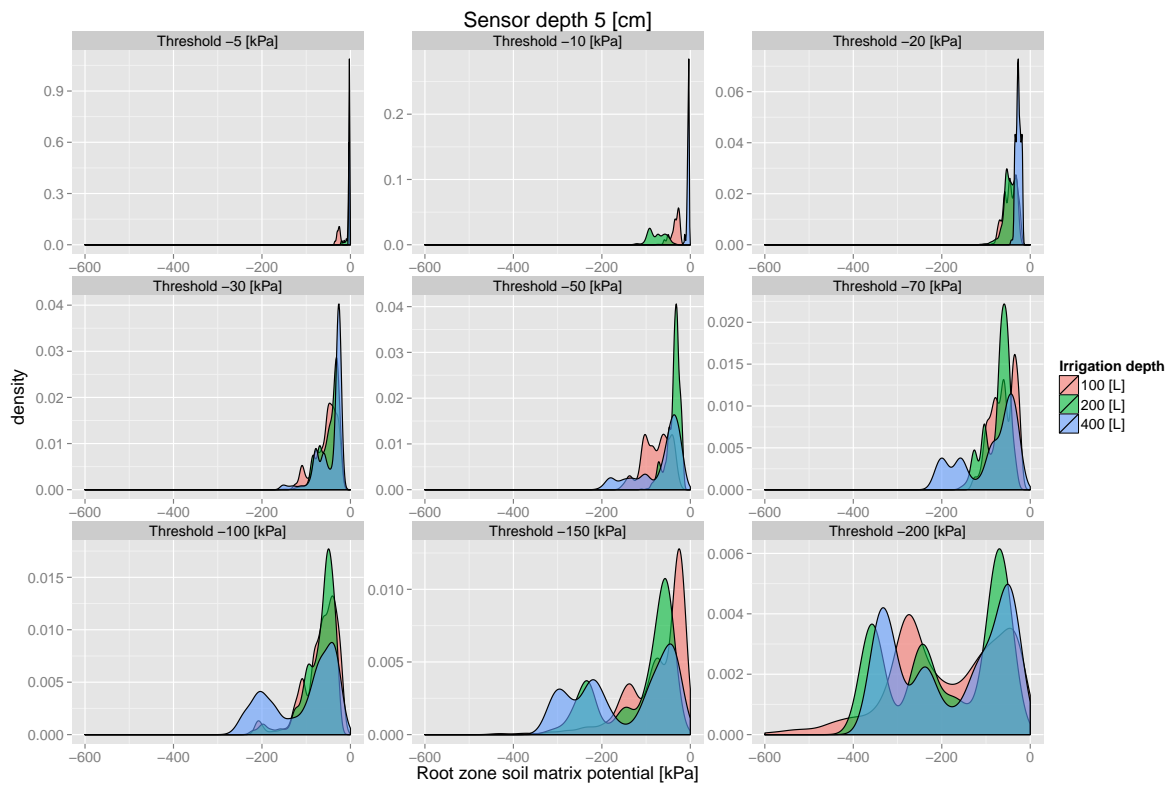 Sensor depth 5 [cm]
Threshold −5 [kPa]
Threshold −10 [kPa]
Threshold −20 [kPa]
0.9
0.6
0.3
0.0
0.2
0.1
0.0
0.06
0.04
0.02
0.00
−600 −400 −200 0
−600 −400 −200 0
−600 −400 −200 0
Threshold −30 [kPa]
Threshold −50 [kPa]
Threshold −70 [kPa]
0.04
0.03
0.02
0.01
0.00
0.04
0.03
0.02
0.01
0.00
0.020
0.015
0.010
0.005
0.000
−600 −400 −200 0
−600 −400 −200 0
−600 −400 −200 0
Threshold −100 [kPa]
Threshold −150 [kPa]
Threshold −200 [kPa]
0.015
0.010
0.005
0.000
0.010
0.005
0.000
0.006
0.004
0.002
0.000
−600 −400 −200 0
−600 −400 −200 0
−600 −400 −200 0
density
Root zone soil matrix potential [kPa]
Irrigation depth
100 [L]
200 [L]
400 [L]